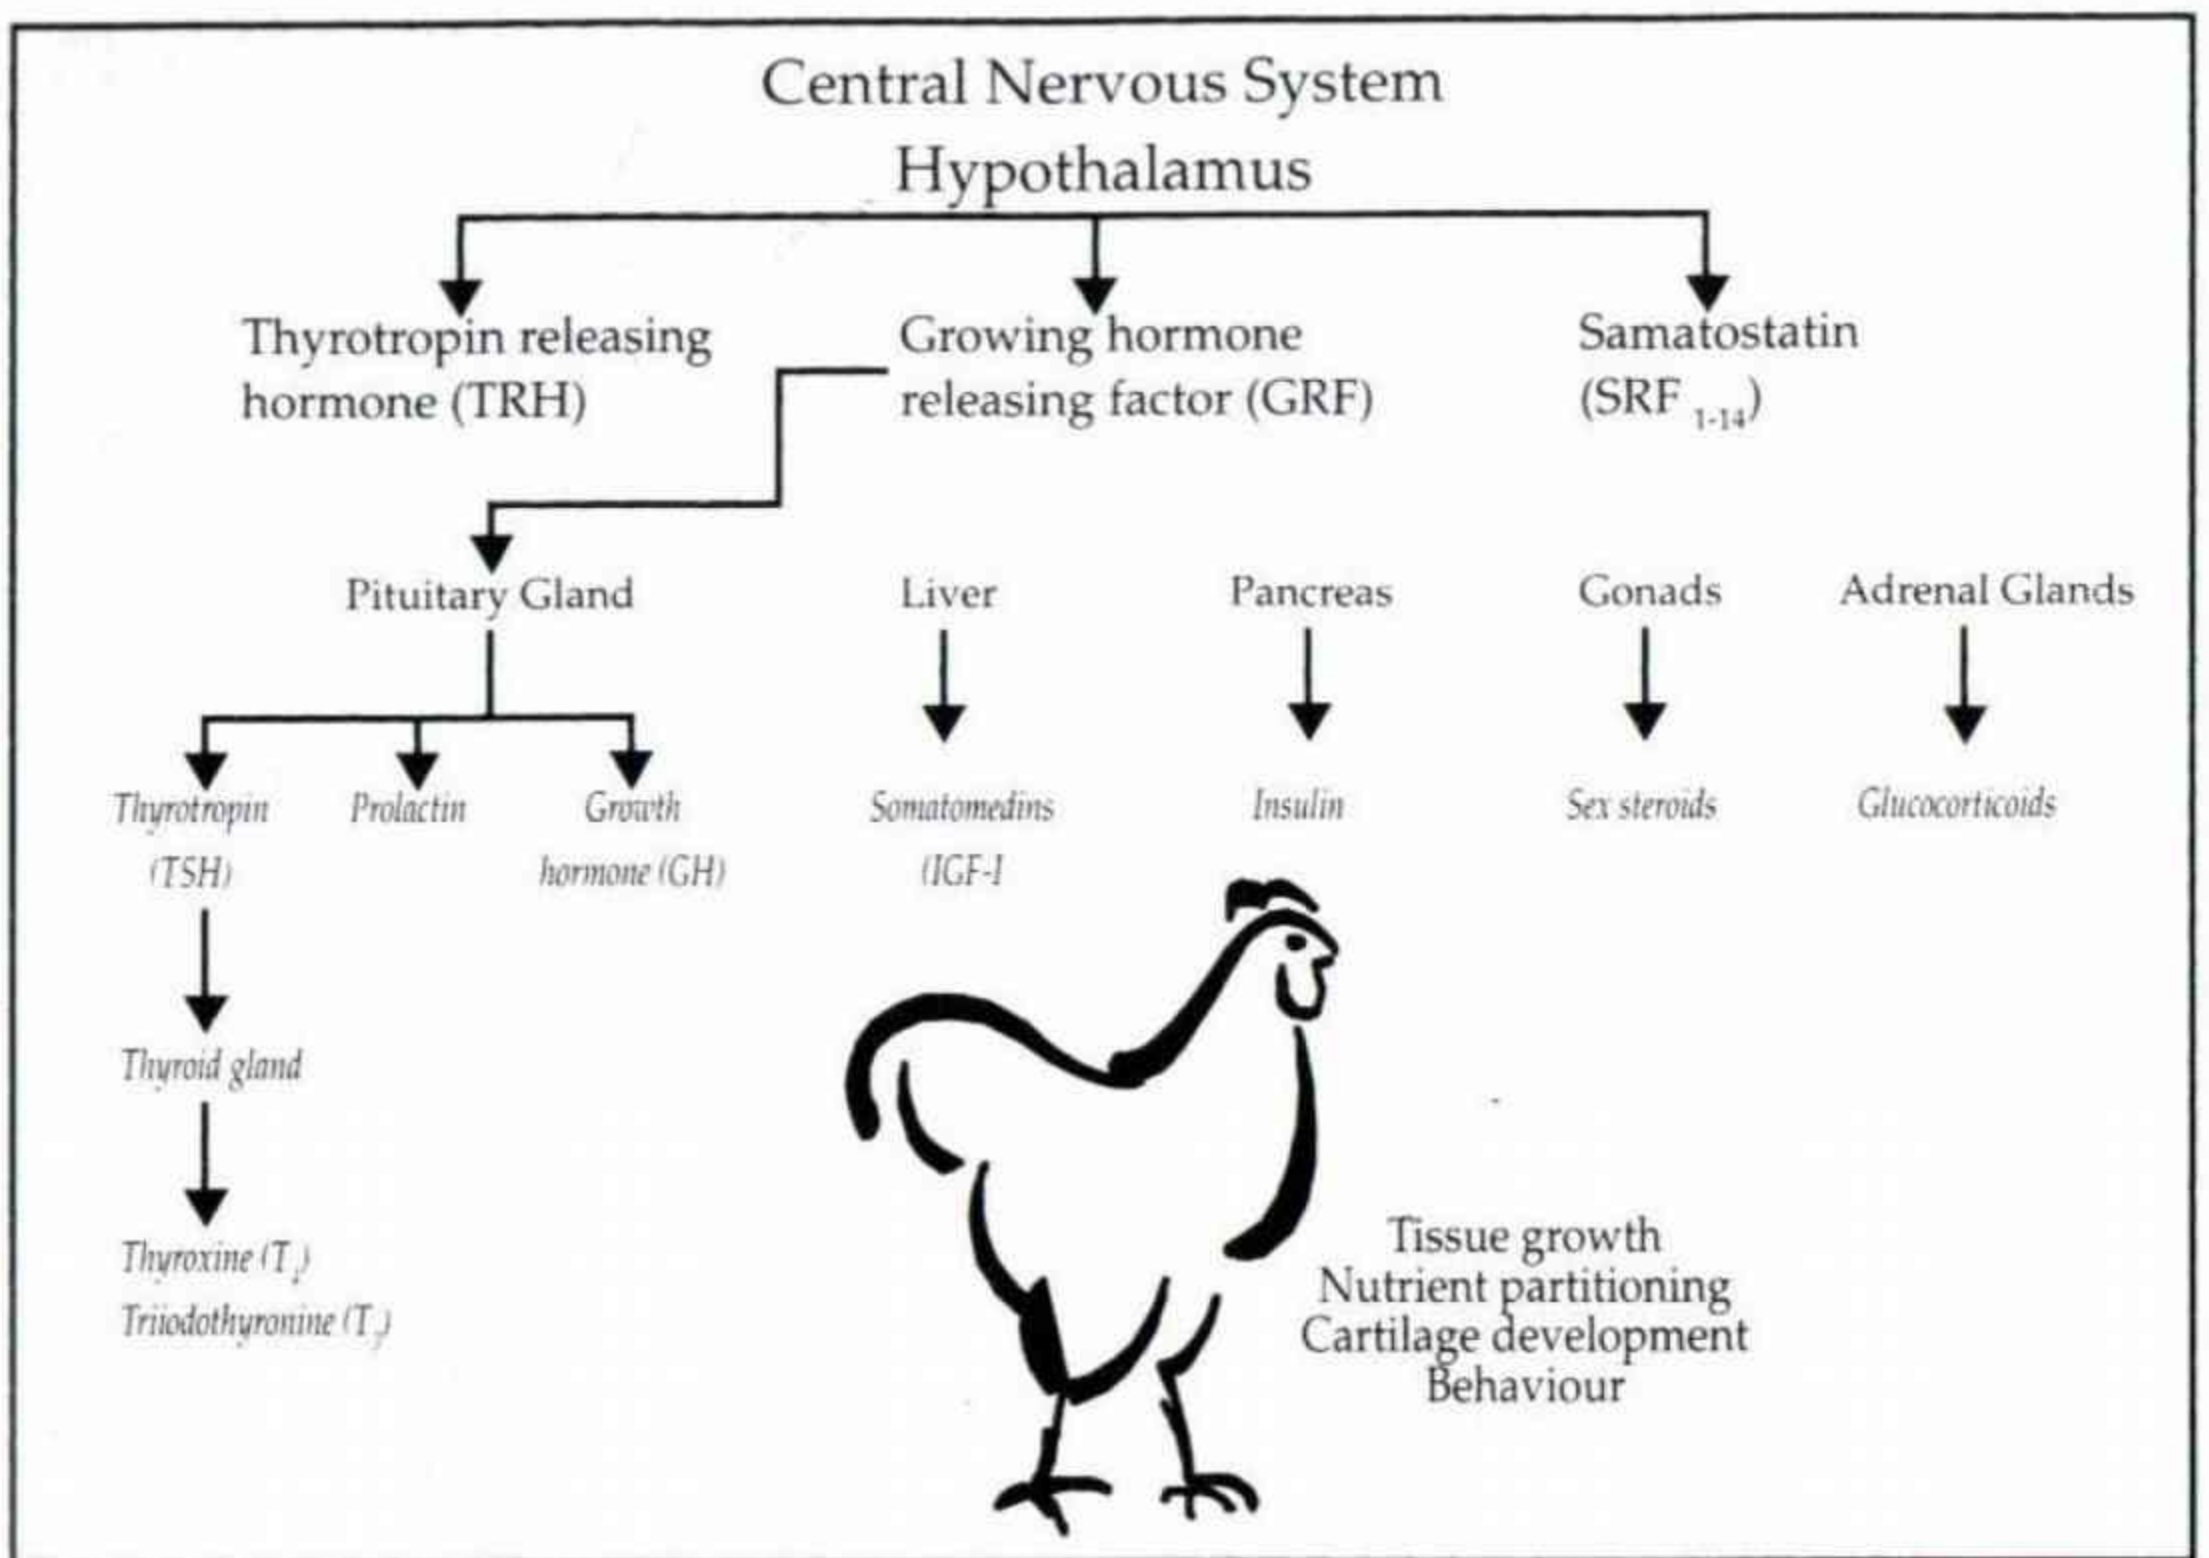 Central Nervous System
Hypothalamus
Thyrotropin releasing
hormone (TRH)
Growing hormone
releasing factor (GRF)
Samatostatin
(SRF 1-14)
Pituitary Gland
Liver
Pancreas
Gonads
Adrenal Glands
Thyrotropin
(TSH)
Prolactin
Growth
hormone (GH)
Somatomedins
(IGF-I
Insulin
Sex steroids
Glucocorticoids
Thyroid gland
Thyroxine (T4)
Triiodothyronine (T3)
Tissue growth
Nutrient partitioning
Cartilage development
Behaviour